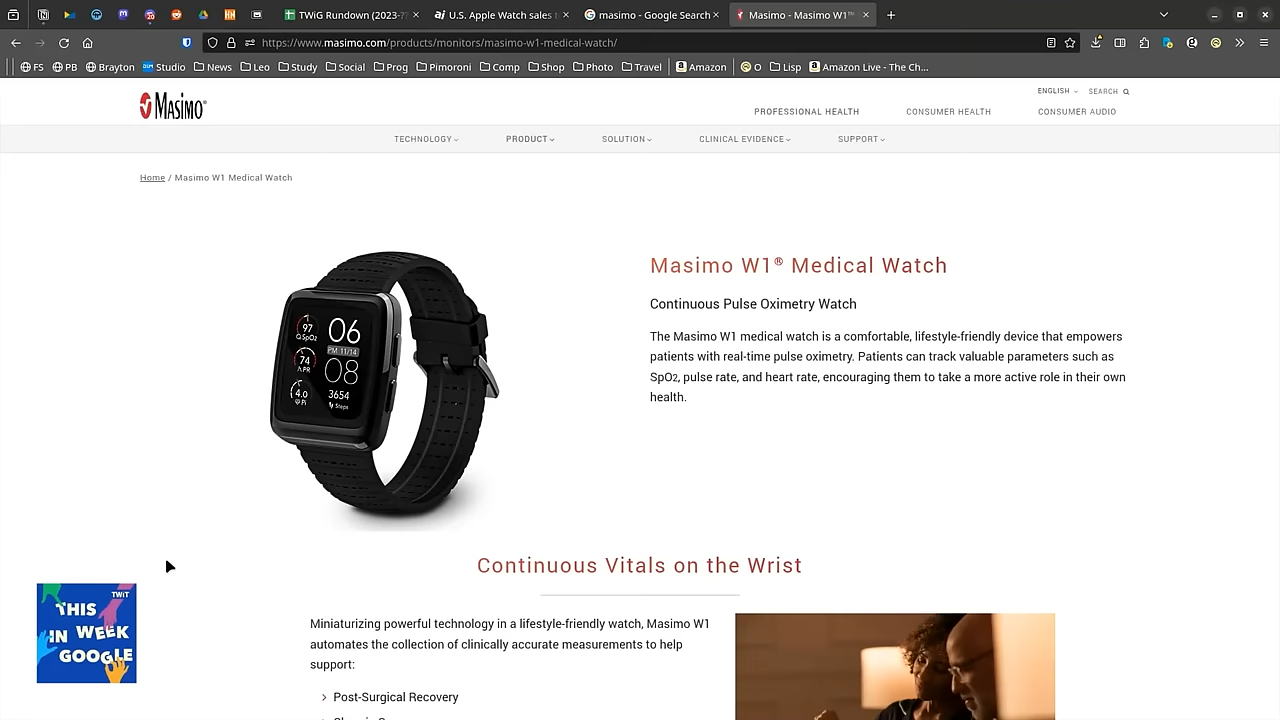 TWiG Rundown (2023-??
U.S. Apple Watch sales
masimo - Google Search
Masimo - Masimo W1™
https://www.masimo.com/products/monitors/masimo-w1-medical-watch/
FS
PB
Brayton
Studio
News
Leo
Study
Social
Prog
Pimoroni
Comp
Shop
Photo
Travel
Amazon
O
Lisp
Amazon Live - The Ch...
ENGLISH
SEARCH
MASIMO®
PROFESSIONAL HEALTH
CONSUMER HEALTH
CONSUMER AUDIO
TECHNOLOGY
PRODUCT
SOLUTION
CLINICAL EVIDENCE
SUPPORT
Home / Masimo W1 Medical Watch
97
SpO2
74
PR
4.0
Pi
06
PM 11/14
08
3654
Steps
Masimo W1® Medical Watch
Continuous Pulse Oximetry Watch
The Masimo W1 medical watch is a comfortable, lifestyle-friendly device that empowers
patients with real-time pulse oximetry. Patients can track valuable parameters such as
SpO2, pulse rate, and heart rate, encouraging them to take a more active role in their own
health.
Continuous Vitals on the Wrist
TWiT
THIS
IN WEEK
GOOGLE
Miniaturizing powerful technology in a lifestyle-friendly watch, Masimo W1
automates the collection of clinically accurate measurements to help
support:
Post-Surgical Recovery